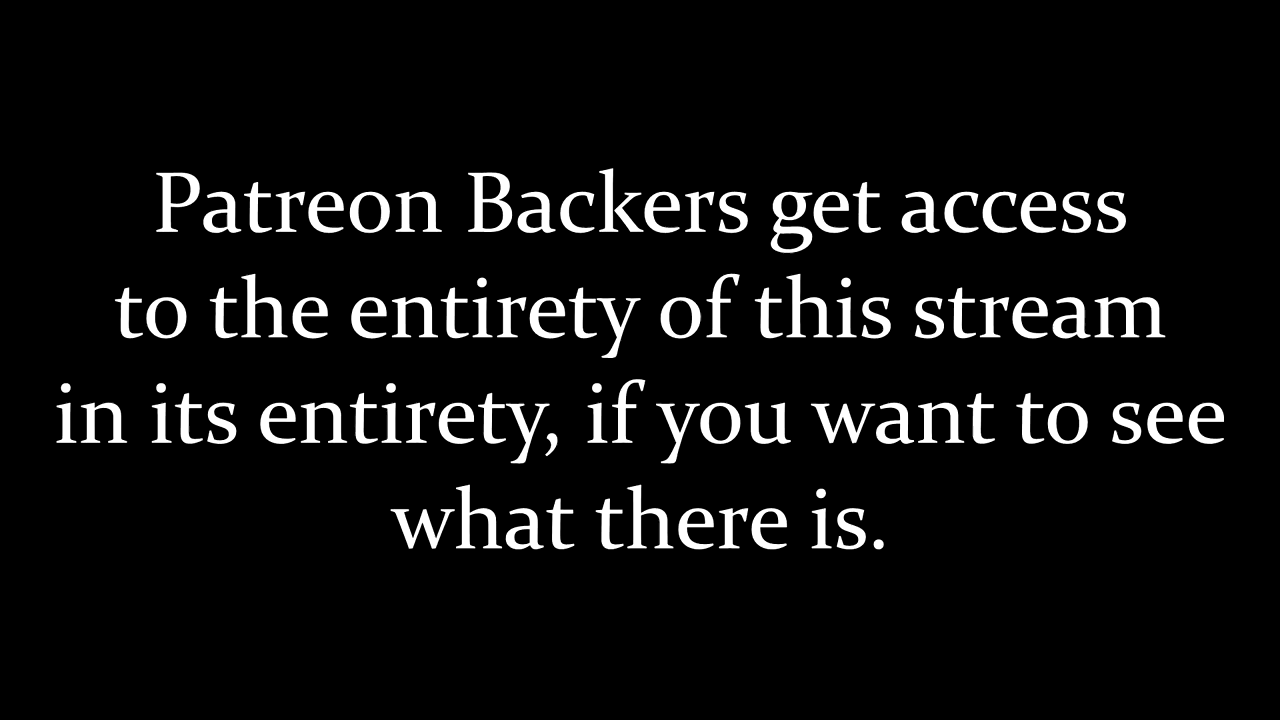 Patreon Backers get access
to the entirety of this stream
in its entirety, if you want to see
what there is.